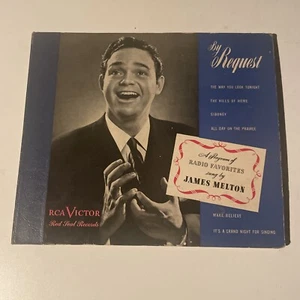 By
Request
THE WAY YOU LOOK TONIGHT
THE HILLS OF HOME
SIBONEY
ALL DAY ON THE PRAIRIE
A Program of
RADIO FAVORITES
sung by
JAMES MELTON
MAKE-BELIEVE
IT'S A GRAND NIGHT FOR SINGING
RCA VICTOR
Red Seal Records